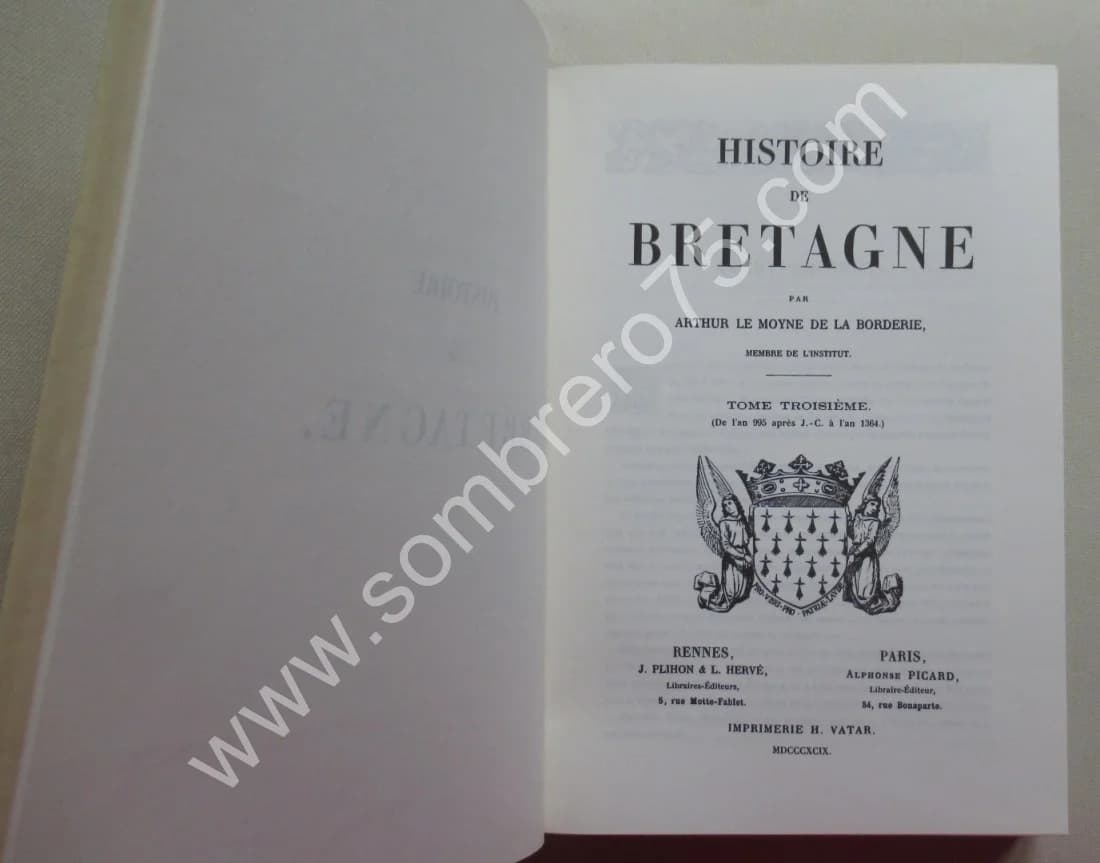 HISTOIRE
DE
BRETAGNE
PAR
ARTHUR LE MOYNE DE LA BORDERIE,
MEMBRE DE L'INSTITUT.
TOME TROISIÈME.
(De l'an 995 après J.-C. à l'an 1364.)
RENNES,
J. PLIHON & L. HERVÉ,
Libraires-Éditeurs,
5, rue Motte-Fablet.
PARIS,
ALPHONSE PICARD,
Libraire-Éditeur,
84, rue Bonaparte.
IMPRIMERIE H. VATAR.
MDCCCXCIX.
www.sombrero75.com